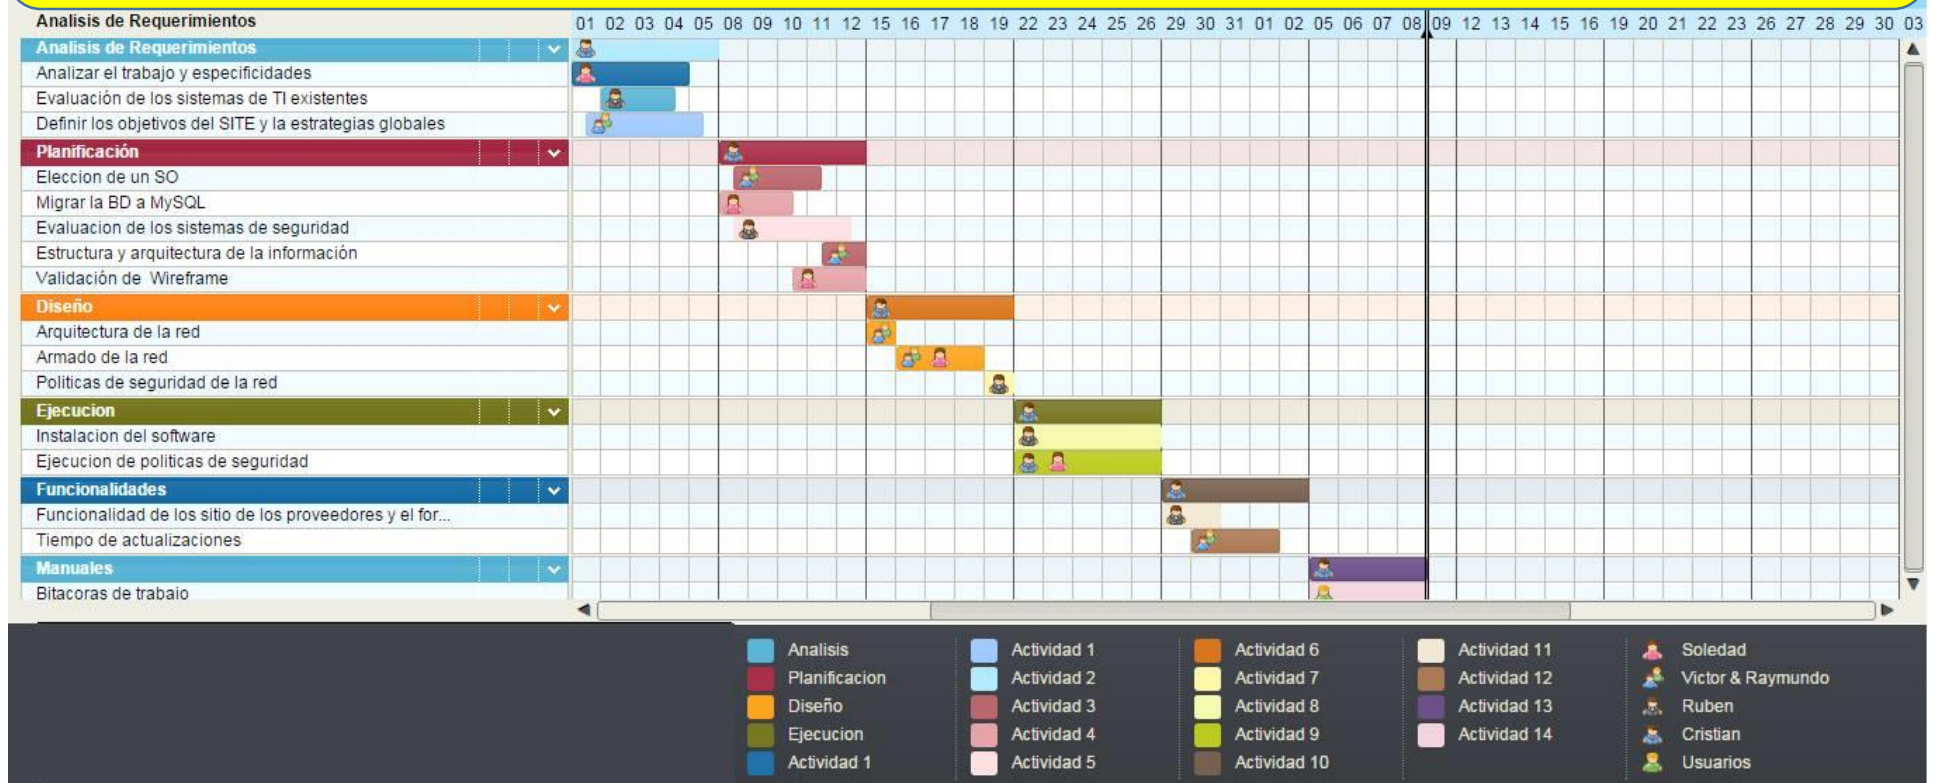 Analisis de Requerimientos 01 02 03 04 05 08 09 10 11 12 15 16 17 18 19 22 23 24 25 26 29 30 31 01 02 05 06 07 08 09 12 13 14 15 16 19 20 21 22 23 26 27 28 29 30 03
Analisis de Requerimientos
Analizar el trabajo y especificidades
Evaluación de los sistemas de TI existentes
Definir los objetivos del SITE y la estrategias globales
Planificación
Eleccion de un SO
Migrar la BD a MySQL
Evaluacion de los sistemas de seguridad
Estructura y arquitectura de la información
Validación de Wireframe
Diseño
Arquitectura de la red
Armado de la red
Politicas de seguridad de la red
Ejecucion
Instalacion del software
Ejecucion de politicas de seguridad
Funcionalidades
Funcionalidad de los sitio de los proveedores y el for...
Tiempo de actualizaciones
Manuales
Bitacoras de trabajo
Analisis
Planificacion
Diseño
Ejecucion
Actividad 1
Actividad 1
Actividad 2
Actividad 3
Actividad 4
Actividad 5
Actividad 6
Actividad 7
Actividad 8
Actividad 9
Actividad 10
Actividad 11
Actividad 12
Actividad 13
Actividad 14
Soledad
Victor & Raymundo
Ruben
Cristian
Usuarios